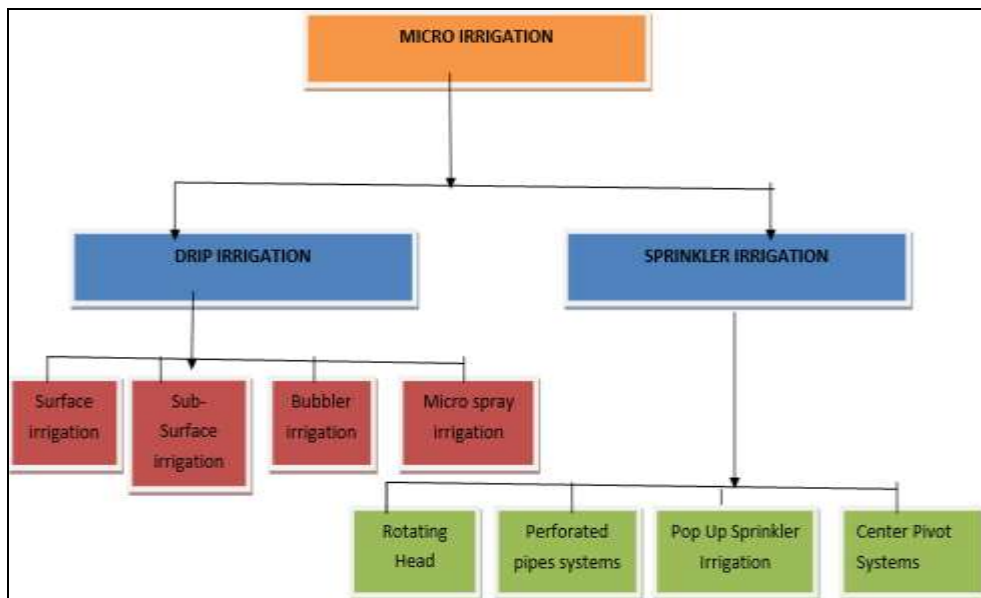 MICRO IRRIGATION
DRIP IRRIGATION
SPRINKLER IRRIGATION
Surface
irrigation
Sub-
Surface
irrigation
Bubbler
irrigation
Micro spray
irrigation
Rotating
Head
Perforated
pipes systems
Pop Up Sprinkler
Irrigation
Center Pivot
Systems